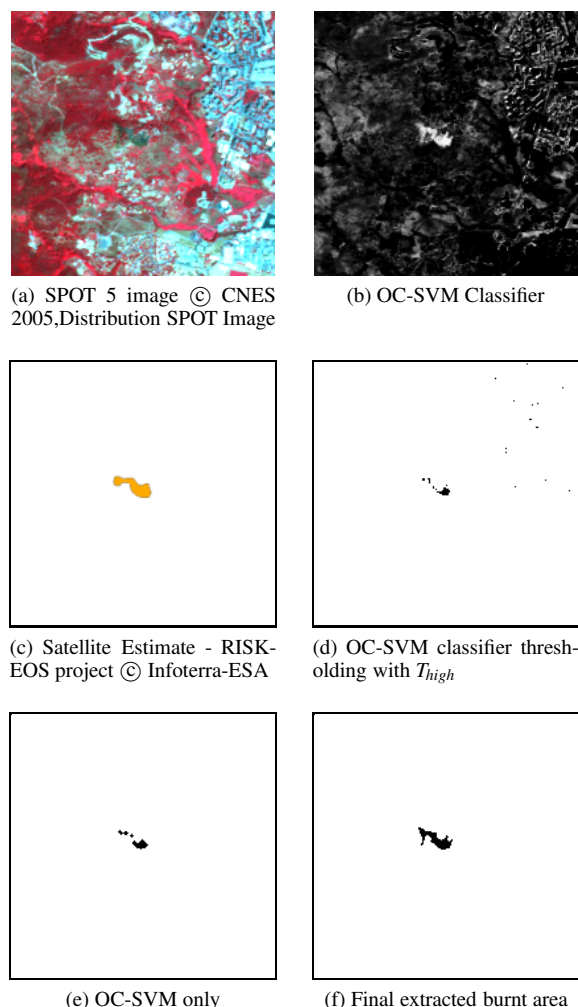 (a) SPOT 5 image © CNES
2005,Distribution SPOT Image
(b) OC-SVM Classifier
(c) Satellite Estimate - RISK-
EOS project © Infoterra-ESA
(d) OC-SVM classifier thresh-
olding with Thigh
(e) OC-SVM only
(f) Final extracted burnt area